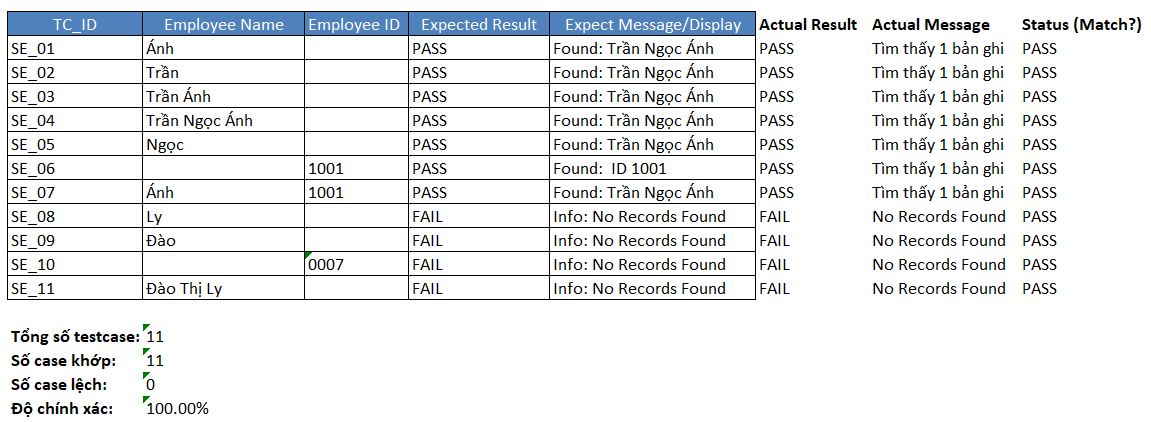 TC_ID Employee Name Employee ID Expected Result Expect Message/Display Actual Result Actual Message Status (Match?)
SE_01 Ánh PASS Found: Trần Ngọc Ánh PASS Tìm thấy 1 bản ghi PASS
SE_02 Trần PASS Found: Trần Ngọc Ánh PASS Tìm thấy 1 bản ghi PASS
SE_03 Trần Ánh PASS Found: Trần Ngọc Ánh PASS Tìm thấy 1 bản ghi PASS
SE_04 Trần Ngọc Ánh PASS Found: Trần Ngọc Ánh PASS Tìm thấy 1 bản ghi PASS
SE_05 Ngọc PASS Found: Trần Ngọc Ánh PASS Tìm thấy 1 bản ghi PASS
SE_06 1001 PASS Found:  ID 1001 PASS Tìm thấy 1 bản ghi PASS
SE_07 Ánh 1001 PASS Found: Trần Ngọc Ánh PASS Tìm thấy 1 bản ghi PASS
SE_08 Ly FAIL Info: No Records Found FAIL No Records Found PASS
SE_09 Đào FAIL Info: No Records Found FAIL No Records Found PASS
SE_10 0007 FAIL Info: No Records Found FAIL No Records Found PASS
SE_11 Đào Thị Ly FAIL Info: No Records Found FAIL No Records Found PASS
Tổng số testcase: 11
Số case khớp: 11
Số case lệch: 0
Độ chính xác: 100.00%